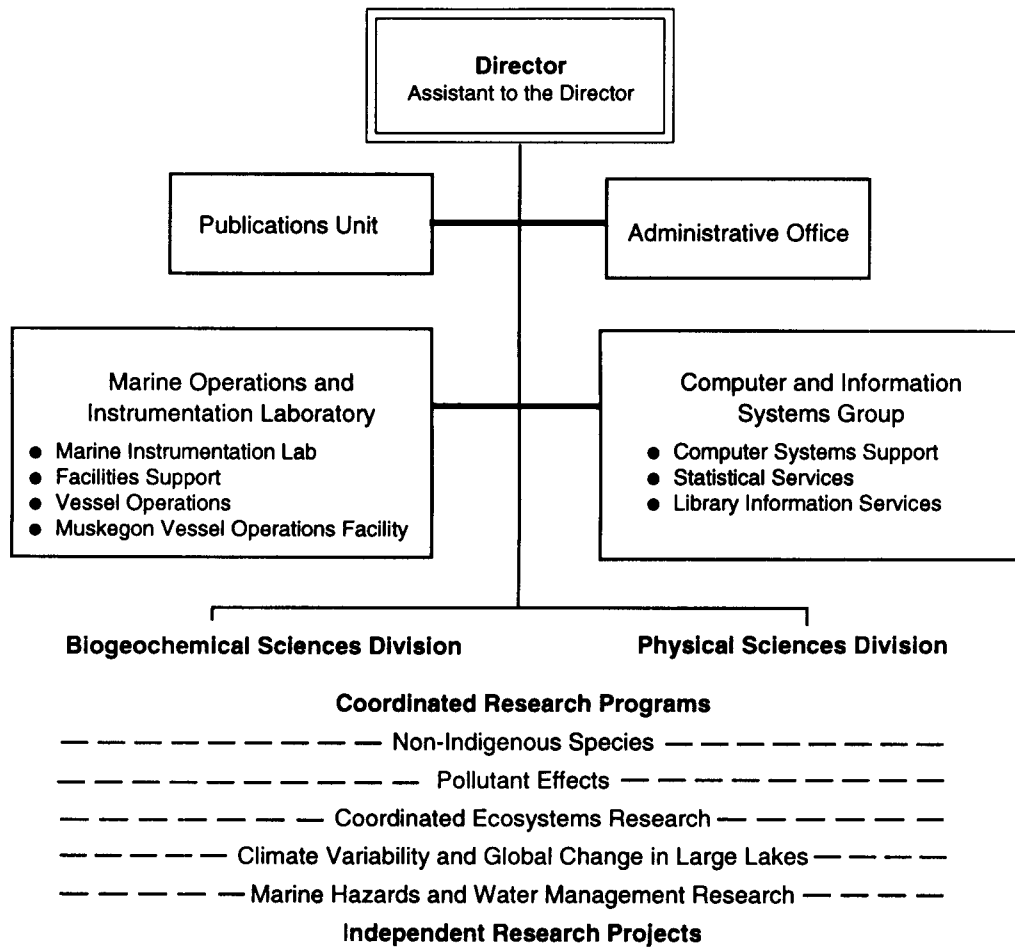 Director
Assistant to the Director
Publications Unit
Administrative Office
Marine Operations and
Instrumentation Laboratory
● Marine Instrumentation Lab
● Facilities Support
● Vessel Operations
● Muskegon Vessel Operations Facility
Computer and Information
Systems Group
● Computer Systems Support
● Statistical Services
● Library Information Services
Biogeochemical Sciences Division
Physical Sciences Division
Coordinated Research Programs
Non-Indigenous Species
Pollutant Effects
Coordinated Ecosystems Research
Climate Variability and Global Change in Large Lakes
Marine Hazards and Water Management Research
Independent Research Projects